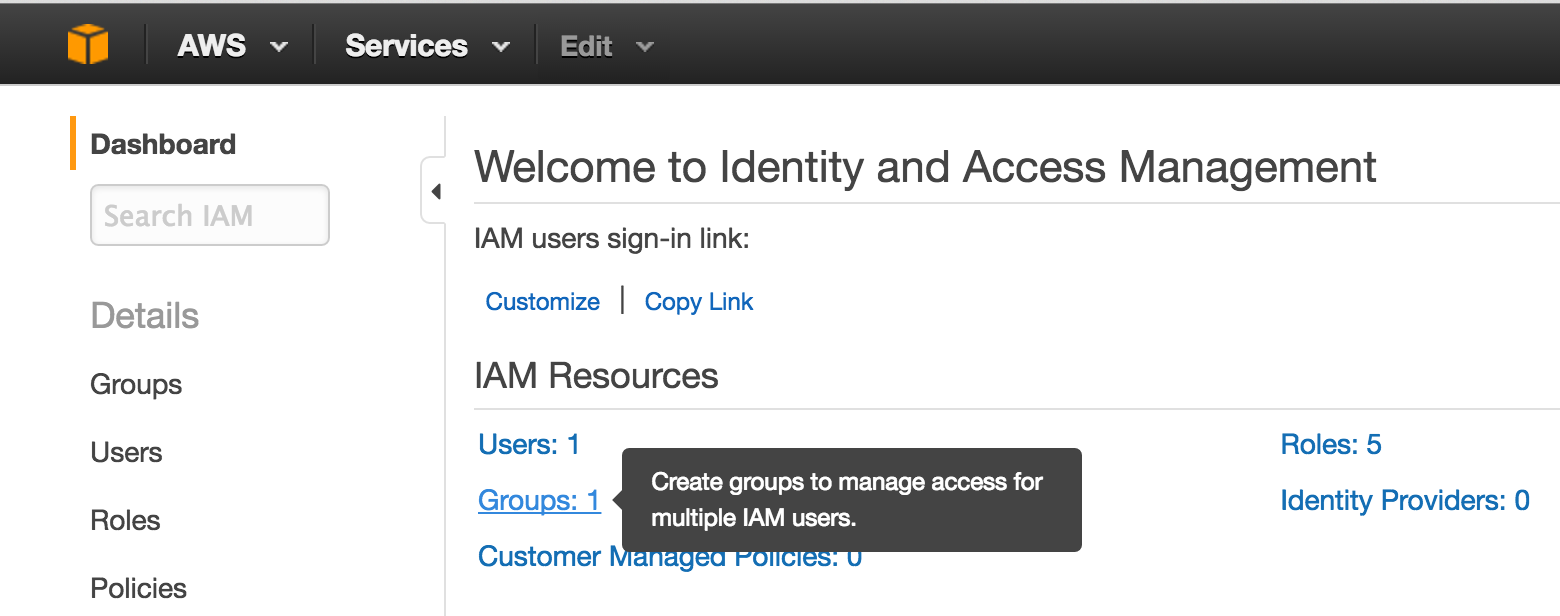 AWS Services Edit
Dashboard
Search IAM
Details
Groups
Users
Roles
Policies
Welcome to Identity and Access Management
IAM users sign-in link:
Customize | Copy Link
IAM Resources
Users: 1
Roles: 5
Groups: 1
Create groups to manage access for
multiple IAM users.
Identity Providers: 0
Customer Managed Policies: 0